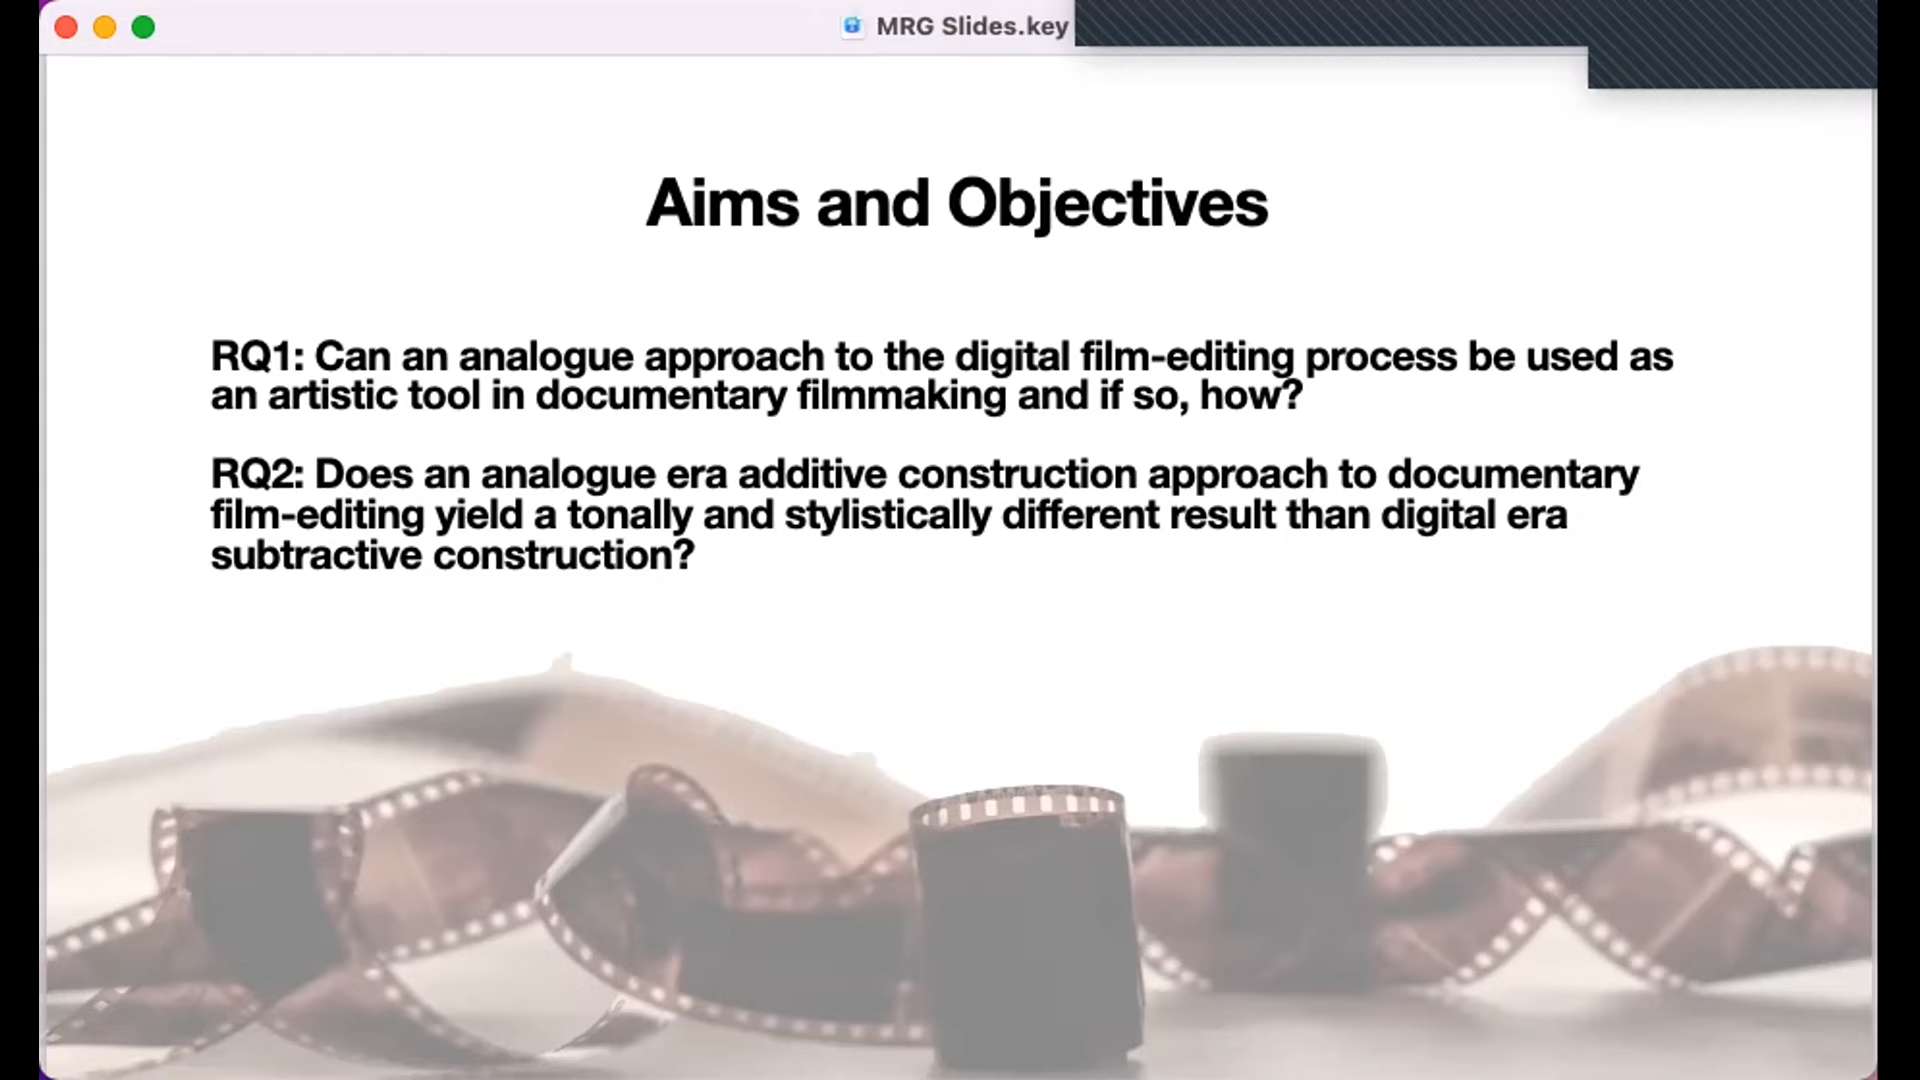 MRG Slides.key
Aims and Objectives
RQ1: Can an analogue approach to the digital film-editing process be used as
an artistic tool in documentary filmmaking and if so, how?
RQ2: Does an analogue era additive construction approach to documentary
film-editing yield a tonally and stylistically different result than digital era
subtractive construction?